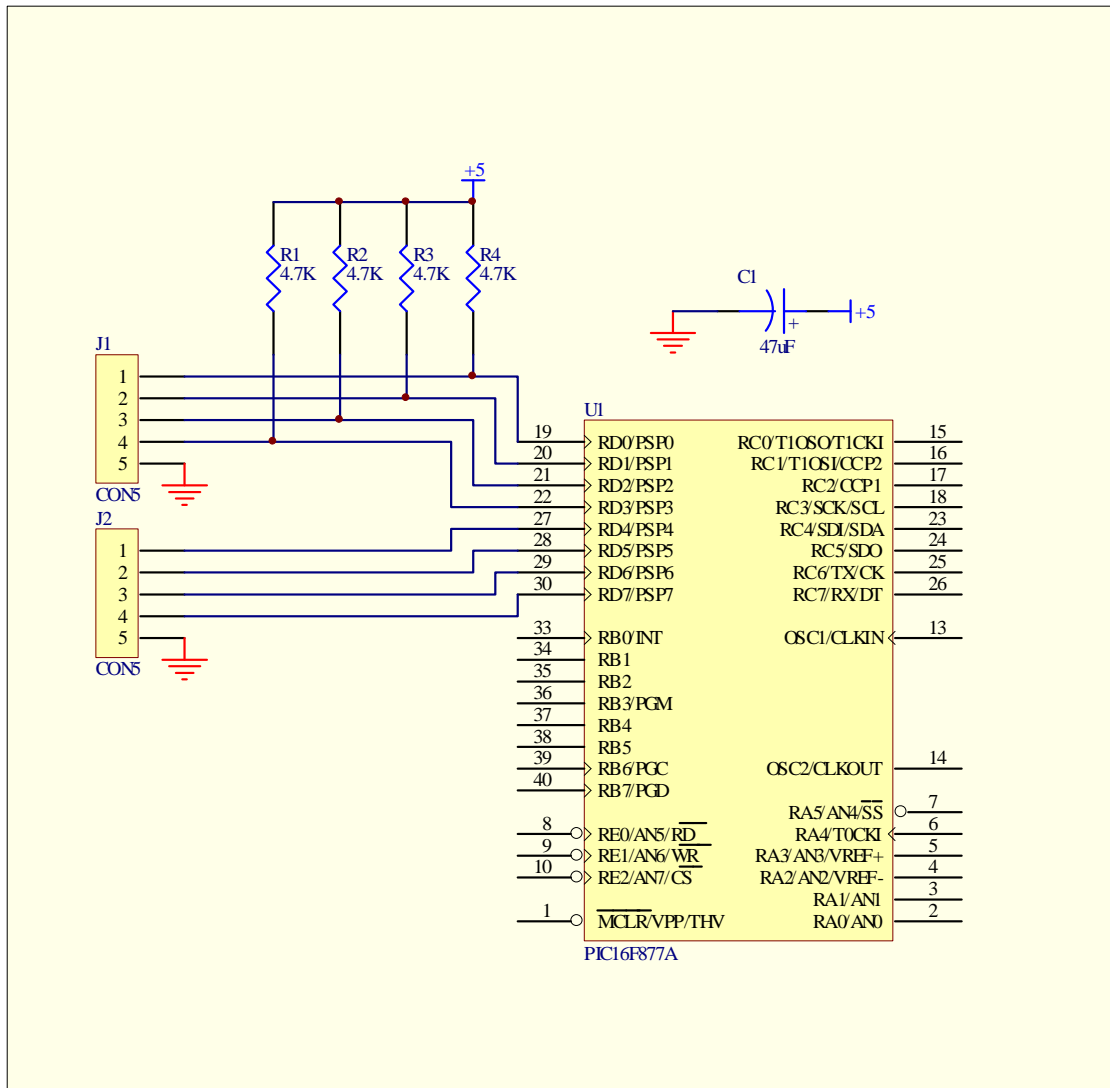 +5
R1
4.7K
R2
4.7K
R3
4.7K
R4
4.7K
C1
+5
+
47uF
J1
1
2
3
4
5
CON5
J2
1
2
3
4
5
CON5
U1
19 RD0/PSP0 RC0/T1OSO/T1CKI 15
20 RD1/PSP1 RC1/T1OSI/CCP2 16
21 RD2/PSP2 RC2/CCP1 17
22 RD3/PSP3 RC3/SCK/SCL 18
27 RD4/PSP4 RC4/SDI/SDA 23
28 RD5/PSP5 RC5/SDO 24
29 RD6/PSP6 RC6/TX/CK 25
30 RD7/PSP7 RC7/RX/DT 26
33 RB0/INT OSC1/CLKIN 13
34 RB1
35 RB2
36 RB3/PGM
37 RB4
38 RB5
39 RB6/PGC OSC2/CLKOUT 14
40 RB7/PGD
RA5/AN4/SS 7
8 RE0/AN5/RD RA4/T0CKI 6
9 RE1/AN6/WR RA3/AN3/VREF+ 5
10 RE2/AN7/CS RA2/AN2/VREF- 4
RA1/AN1 3
1 MCLR/VPP/THV RA0/AN0 2
PIC16F877A